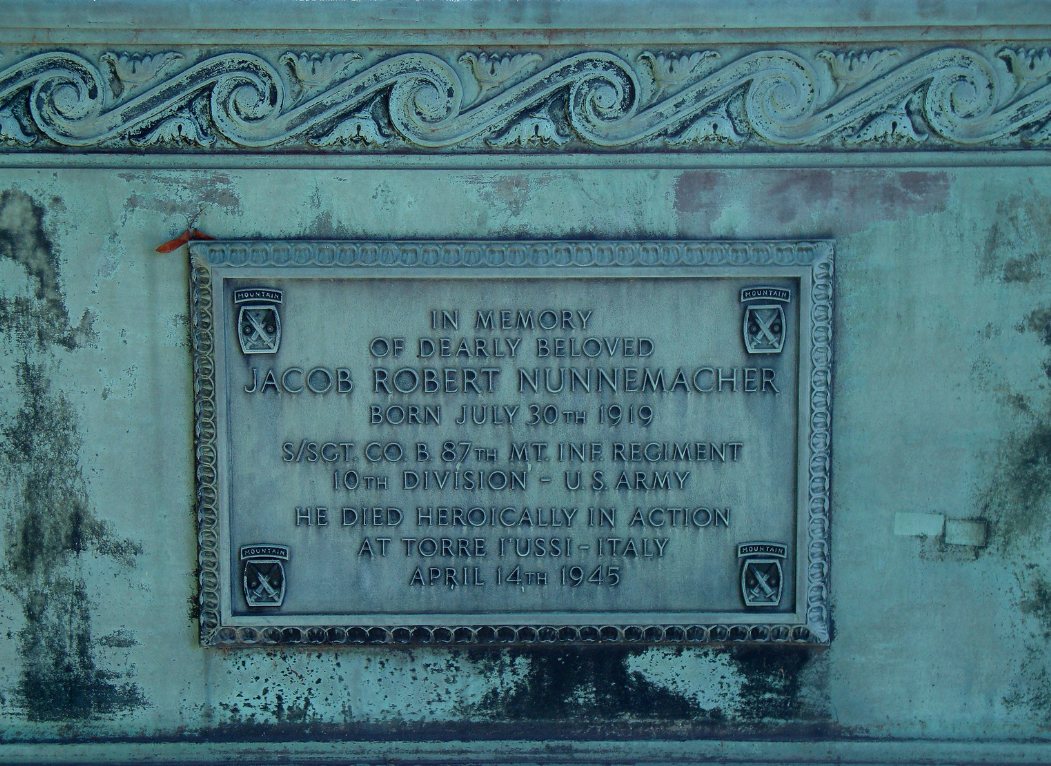 MOUNTAIN
MOUNTAIN
IN MEMORY
OF DEARLY BELOVED
JACOB ROBERT NUNNEMACHER
BORN JULY 30TH 1919
S/SGT. CO. B. 87TH MT. INF. REGIMENT
10TH DIVISION - U.S. ARMY
HE DIED HEROICALLY IN ACTION
AT TORRE I'USSI - ITALY
APRIL 14TH 1945
MOUNTAIN
MOUNTAIN